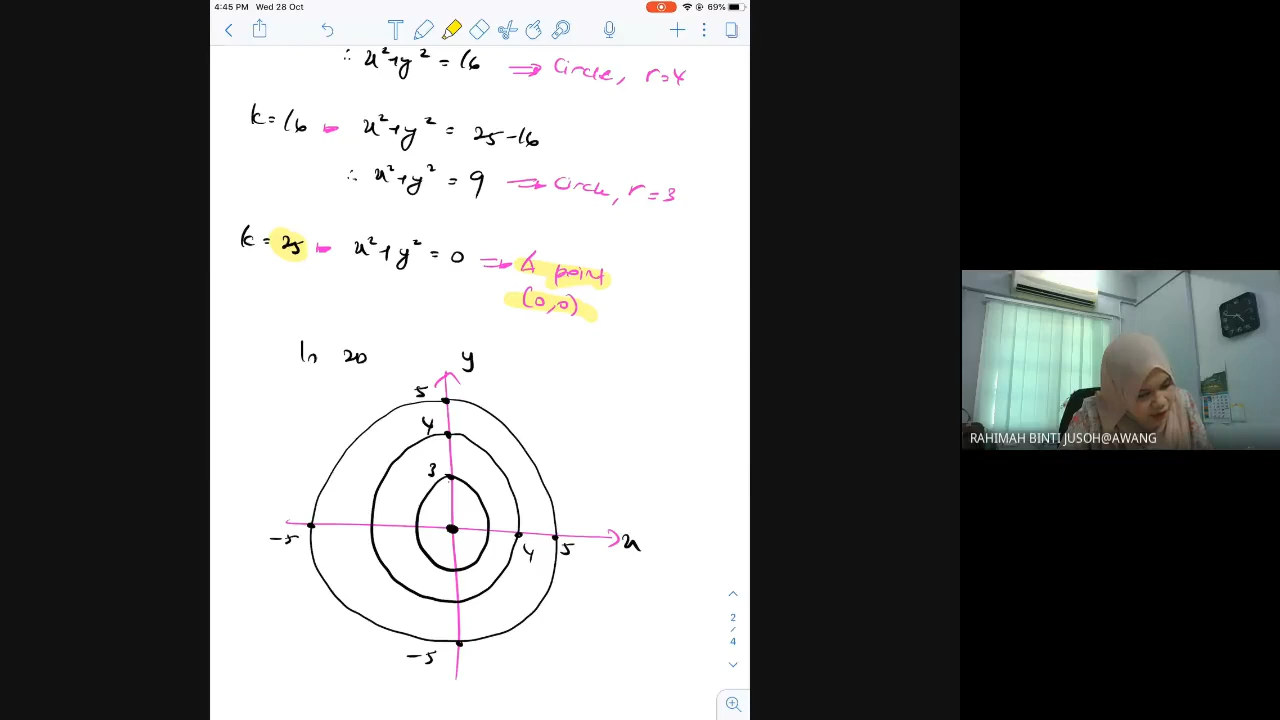 4:45 PM Wed 28 Oct
69%
∴ x²+y² = 16 ⇒ Circle, r=4
k=16 x²+y² = 25-16
∴ x²+y² = 9 ⇒ Circle, r=3
k = 25 x²+y² = 0 ⇒ A point
(0,0)
In 2D
y
5
4
3
-5
4
5
x
-5
2
/
4
RAHIMAH BINTI JUSOH@AWANG